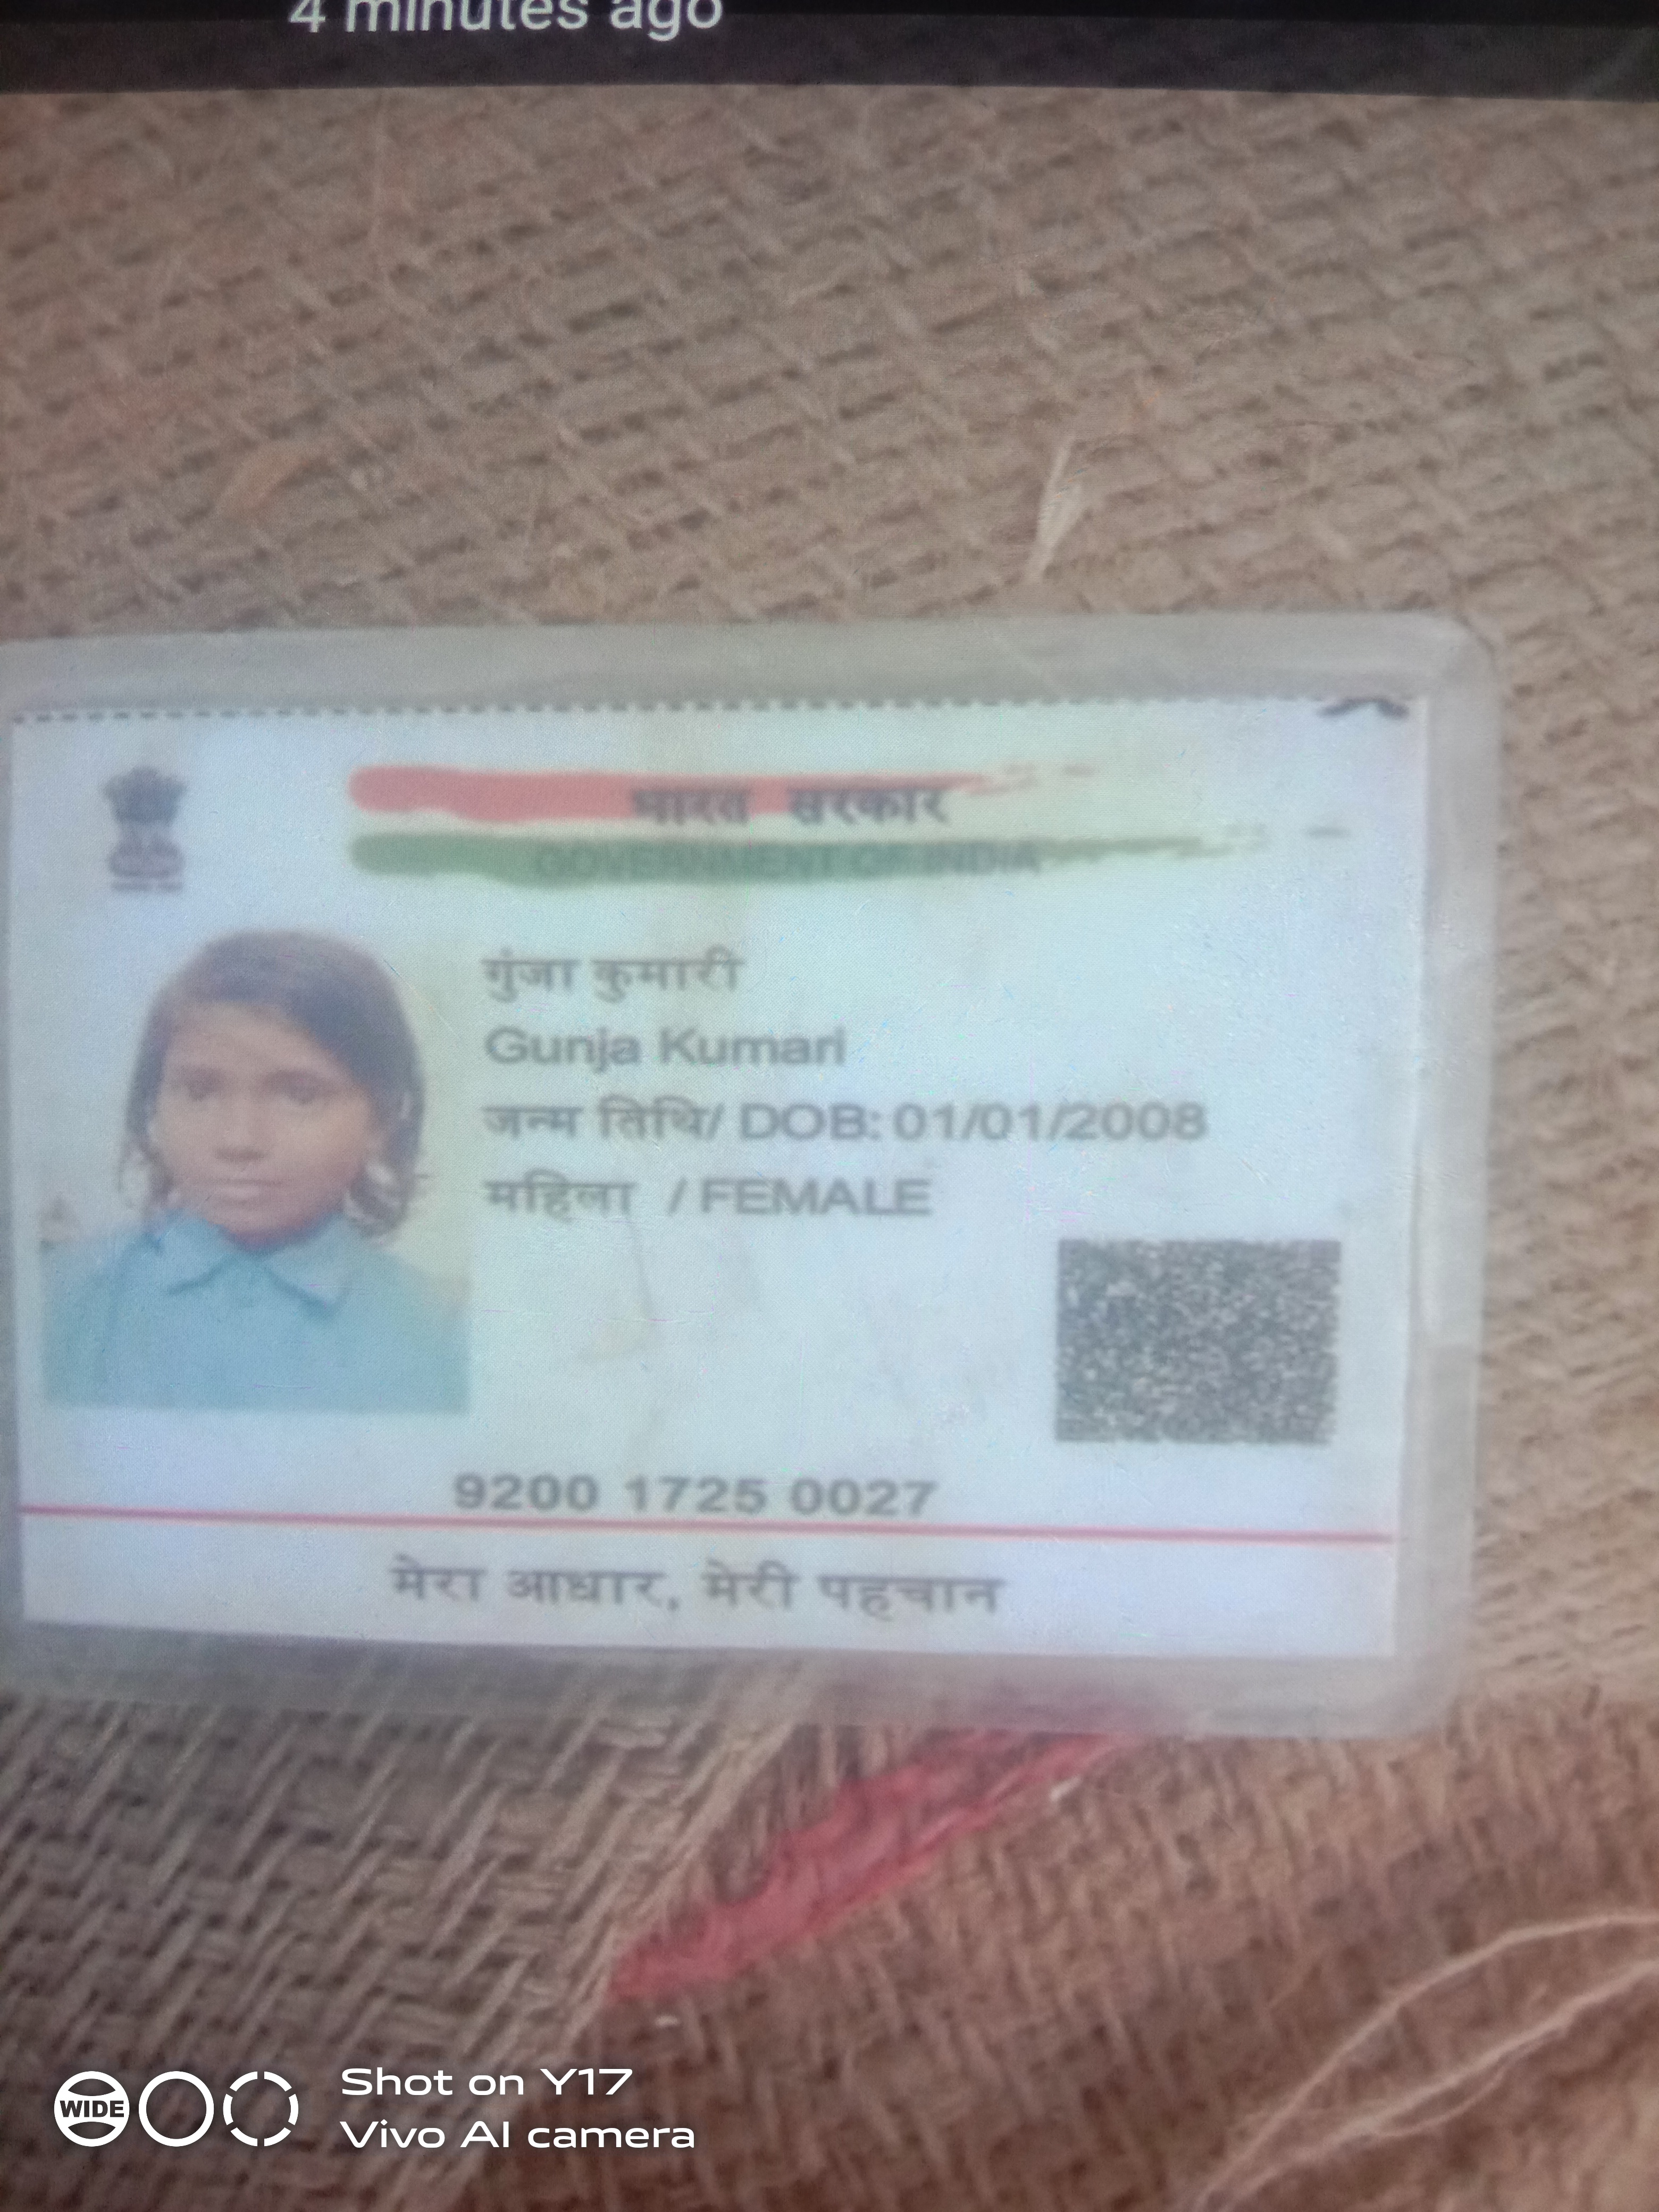 4 minutes ago
भारत सरकार
GOVERNMENT OF INDIA
गुंजा कुमारी
Gunja Kumari
जन्म तिथि/ DOB: 01/01/2008
महिला / FEMALE
9200 1725 0027
मेरा आधार, मेरी पहचान
WIDE
Shot on Y17
Vivo AI camera